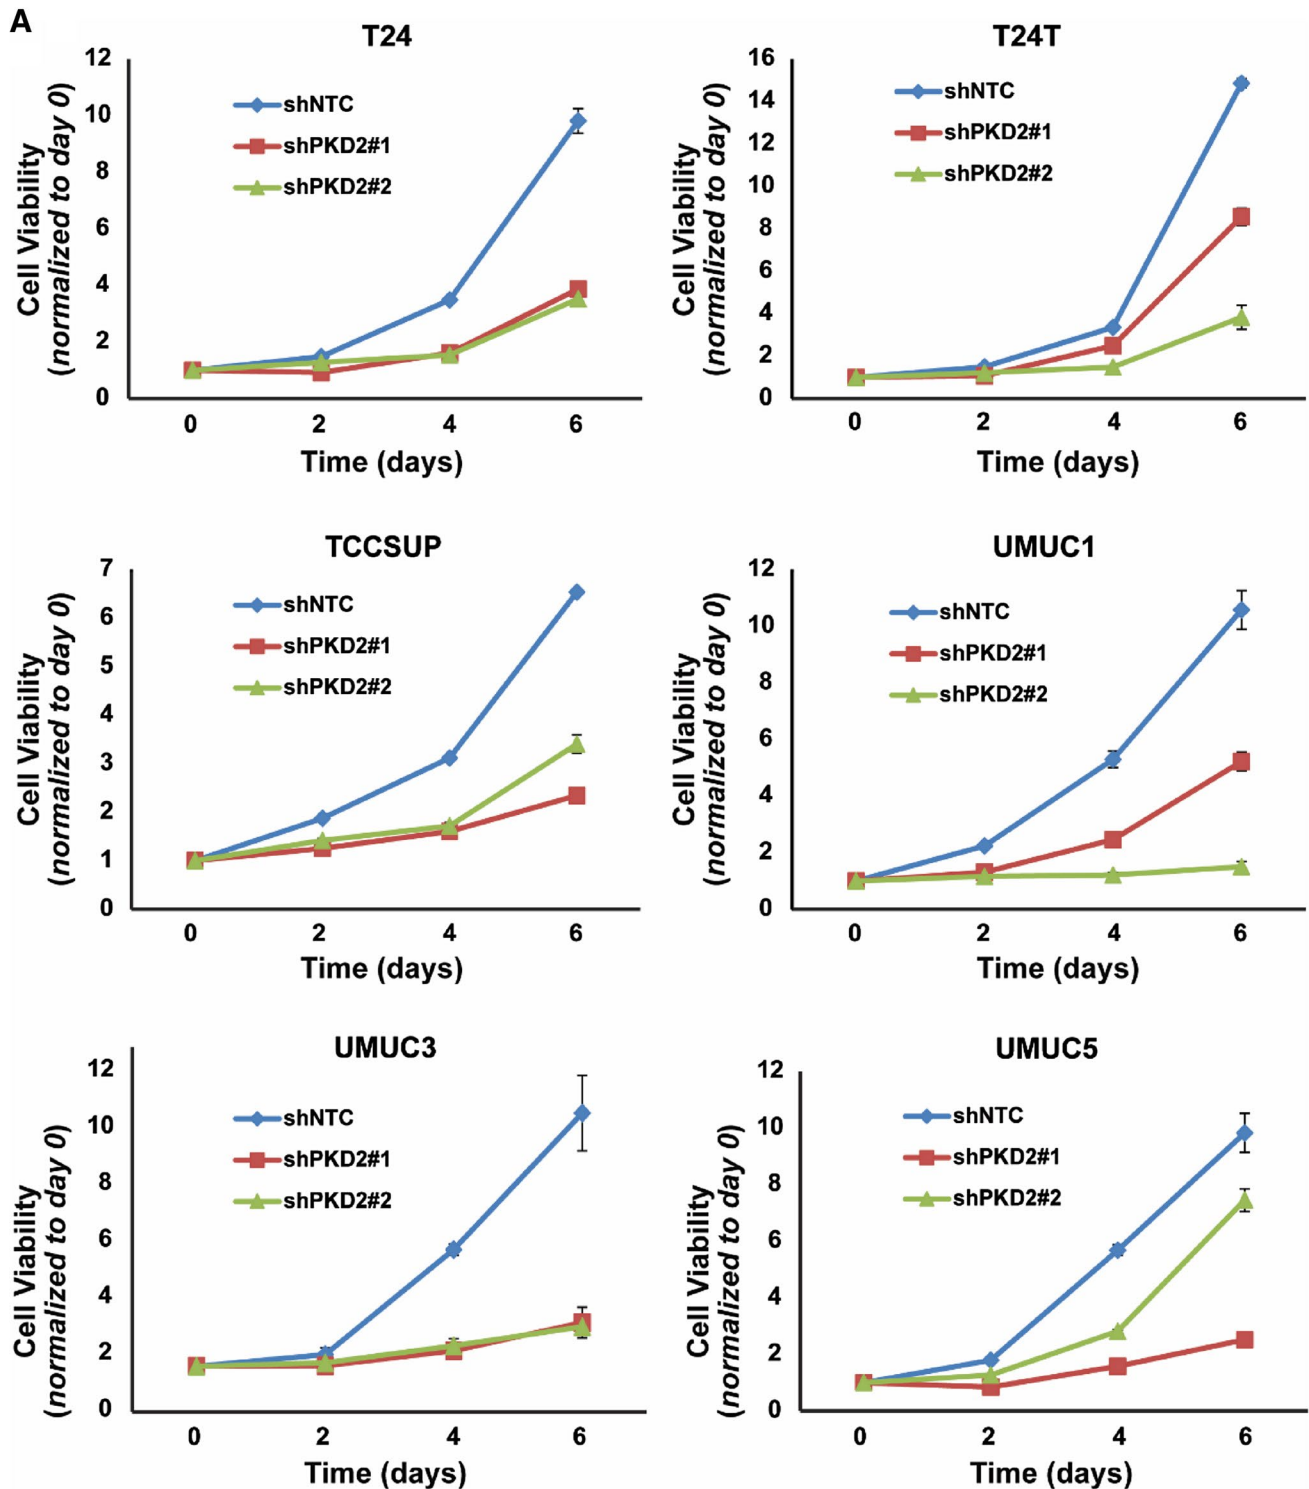 A
T24
12
10
8
6
4
2
0
Cell Viability
(normalized to day 0)
shNTC
shPKD2#1
shPKD2#2
0 2 4 6
Time (days)
T24T
16
14
12
10
8
6
4
2
0
Cell Viability
(normalized to day 0)
shNTC
shPKD2#1
shPKD2#2
0 2 4 6
Time (days)
TCCSUP
7
6
5
4
3
2
1
0
Cell Viability
(normalized to day 0)
shNTC
shPKD2#1
shPKD2#2
0 2 4 6
Time (days)
UMUC1
12
10
8
6
4
2
0
Cell Viability
(normalized to day 0)
shNTC
shPKD2#1
shPKD2#2
0 2 4 6
Time (days)
UMUC3
12
10
8
6
4
2
0
Cell Viability
(normalized to day 0)
shNTC
shPKD2#1
shPKD2#2
0 2 4 6
Time (days)
UMUC5
12
10
8
6
4
2
0
Cell Viability
(normalized to day 0)
shNTC
shPKD2#1
shPKD2#2
0 2 4 6
Time (days)